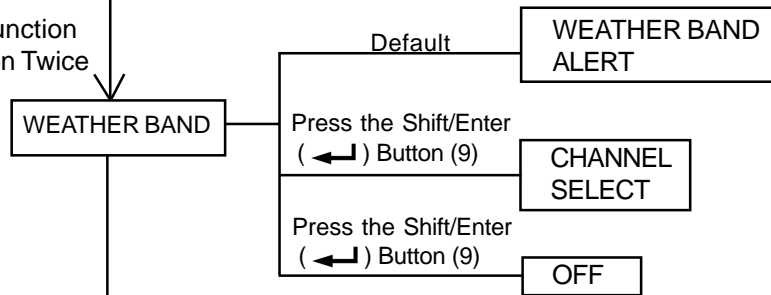 unction
n Twice
WEATHER BAND
Default
WEATHER BAND
ALERT
Press the Shift/Enter
( ↵ ) Button (9)
CHANNEL
SELECT
Press the Shift/Enter
( ↵ ) Button (9)
OFF